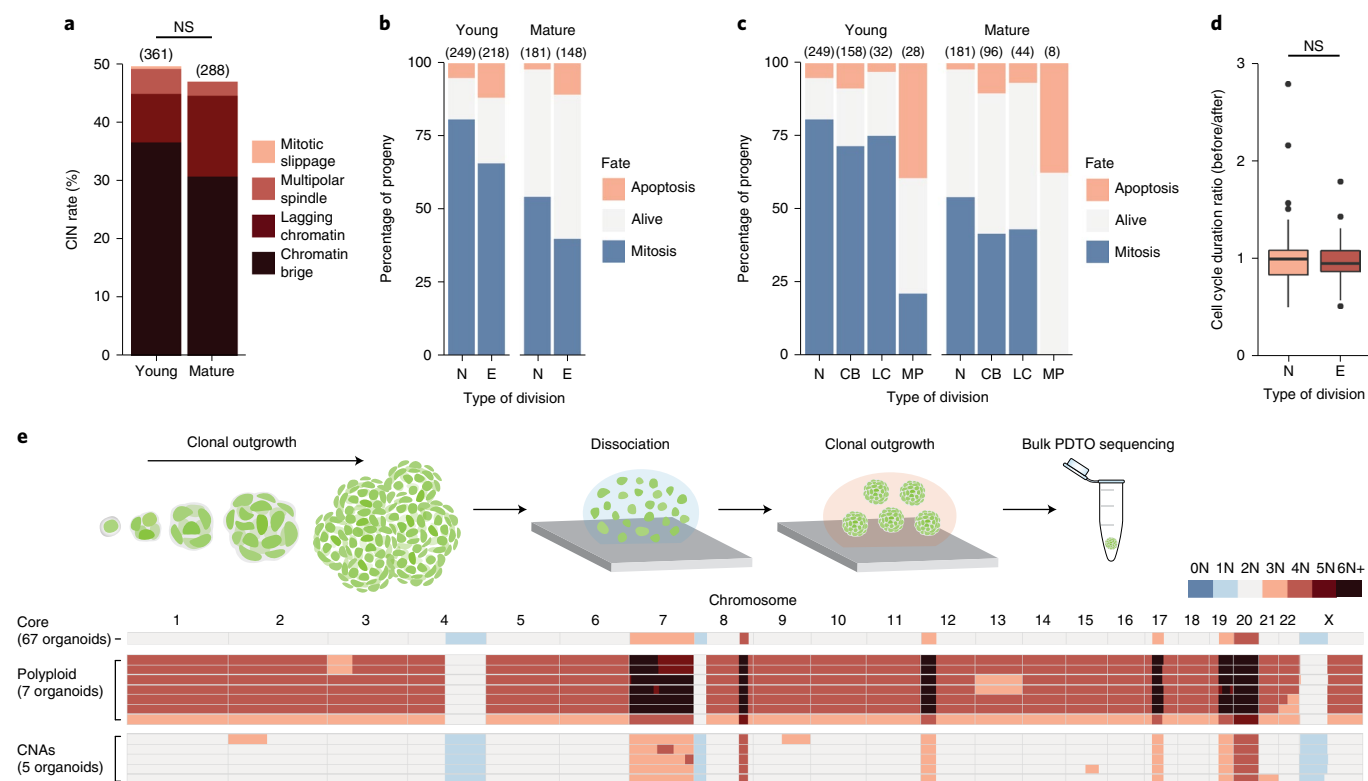 a
NS
(361)
(288)
CIN rate (%)
50
40
30
20
10
0
Young Mature
Mitotic
slippage
Multipolar
spindle
Lagging
chromatin
Chromatin
brige
b
Young Mature
(249) (218) (181) (148)
Percentage of progeny
100
75
50
25
0
N E N E
Type of division
Fate
Apoptosis
Alive
Mitosis
c
Young Mature
(249) (158) (32) (28) (181) (96) (44) (8)
Percentage of progeny
100
75
50
25
0
N CB LC MP N CB LC MP
Type of division
Fate
Apoptosis
Alive
Mitosis
d
NS
Cell cycle duration ratio (before/after)
3
2
1
0
N E
Type of division
e
Clonal outgrowth
Dissociation
Clonal outgrowth
Bulk PDTO sequencing
0N 1N 2N 3N 4N 5N 6N+
Chromosome
1 2 3 4 5 6 7 8 9 10 11 12 13 14 15 16 17 18 19 20 21 22 X
Core
(67 organoids)
Polyploid
(7 organoids)
CNAs
(5 organoids)